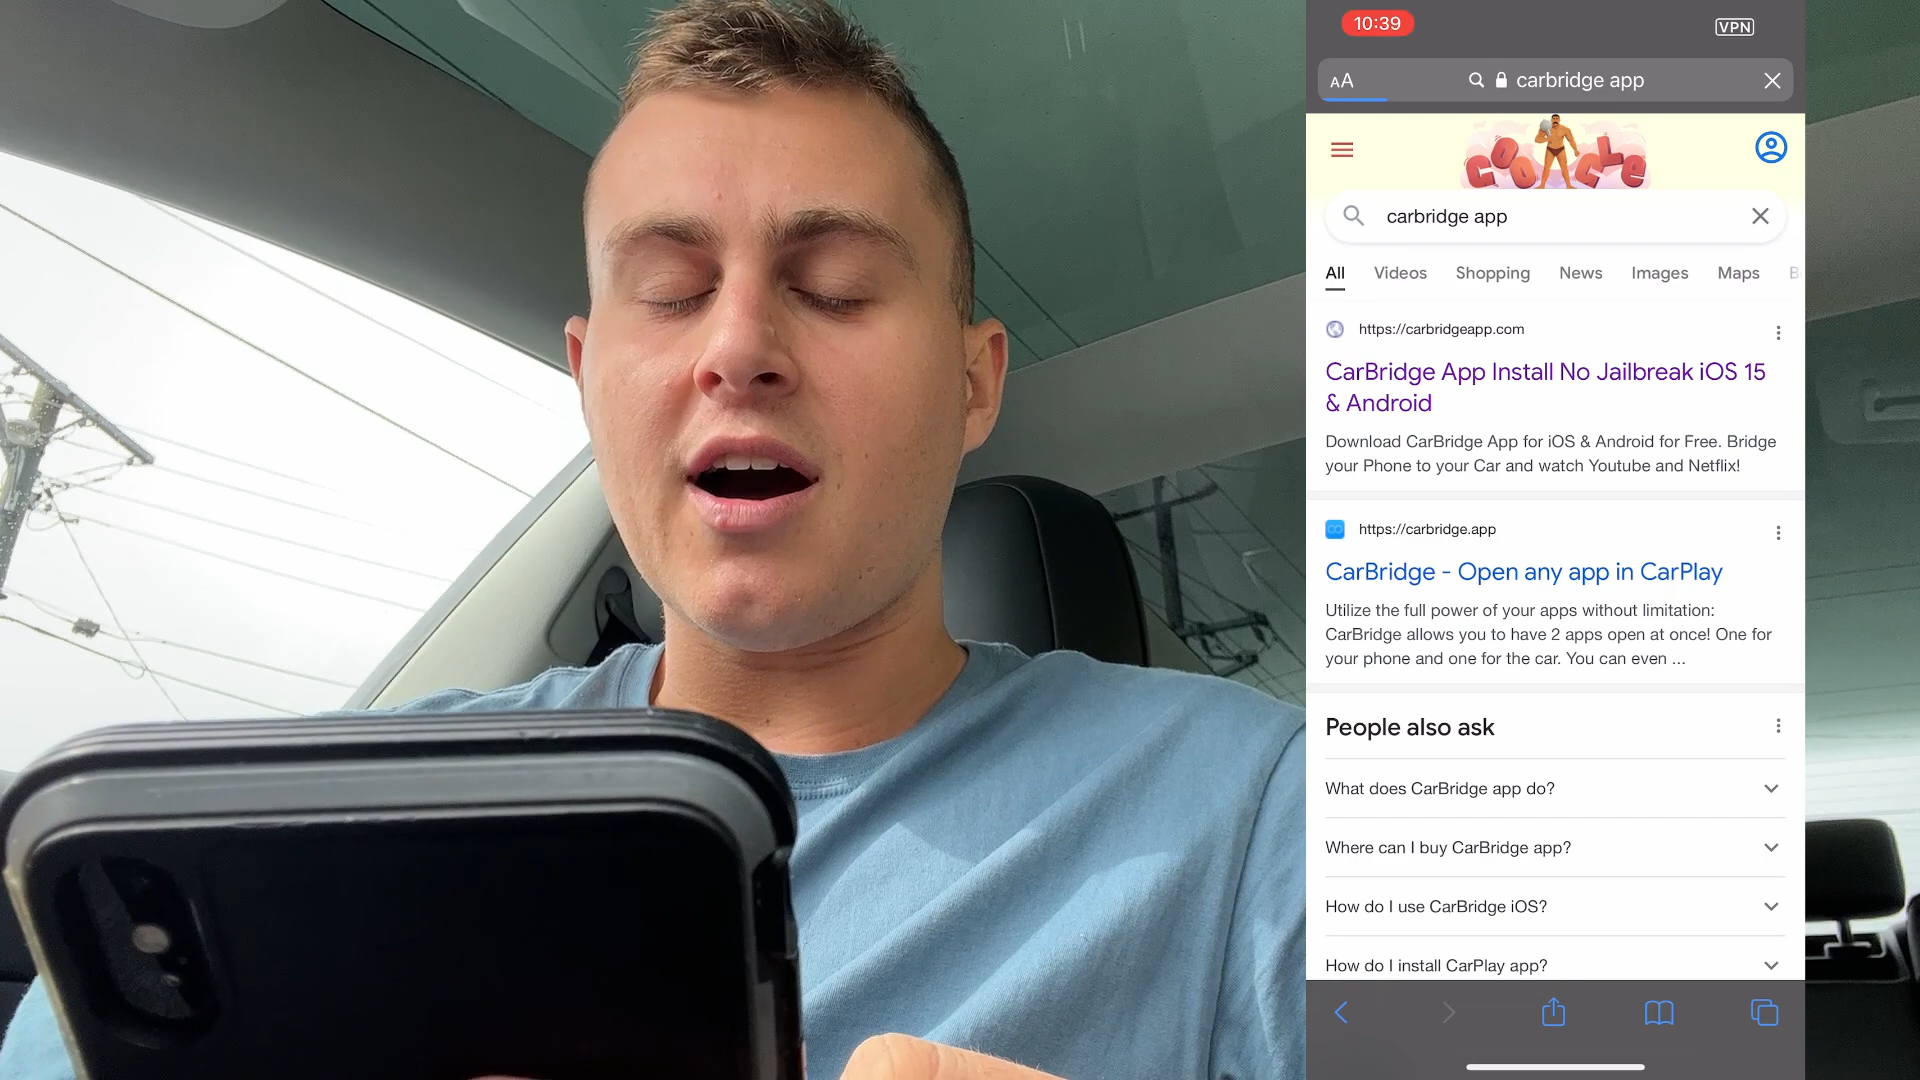 10:39
VPN
AA
carbridge app
GOOGLE
carbridge app
All Videos Shopping News Images Maps
https://carbridgeapp.com
CarBridge App Install No Jailbreak iOS 15
& Android
Download CarBridge App for iOS & Android for Free. Bridge
your Phone to your Car and watch Youtube and Netflix!
https://carbridge.app
CarBridge - Open any app in CarPlay
Utilize the full power of your apps without limitation:
CarBridge allows you to have 2 apps open at once! One for
your phone and one for the car. You can even ...
People also ask
What does CarBridge app do?
Where can I buy CarBridge app?
How do I use CarBridge iOS?
How do I install CarPlay app?